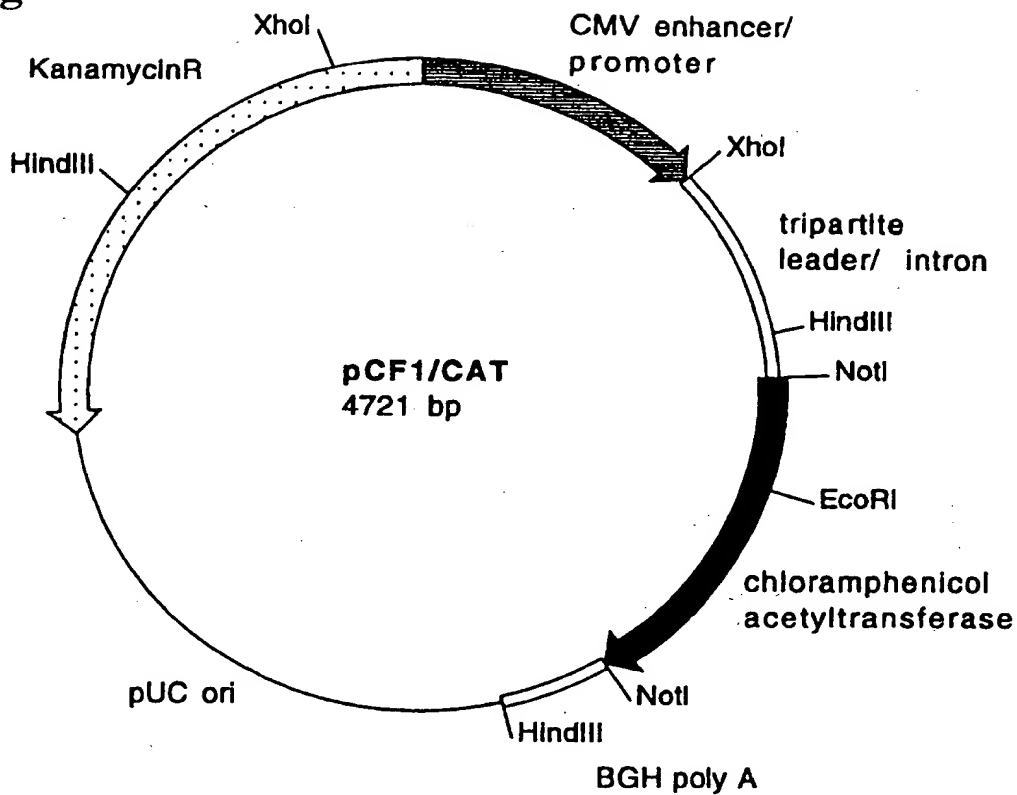 g
XhoI
CMV enhancer/
promoter
KanamycinR
XhoI
HindIII
tripartite
leader/ intron
HindIII
pCF1/CAT
4721 bp
NotI
EcoRI
chloramphenicol
acetyltransferase
pUC ori
NotI
HindIII
BGH poly A